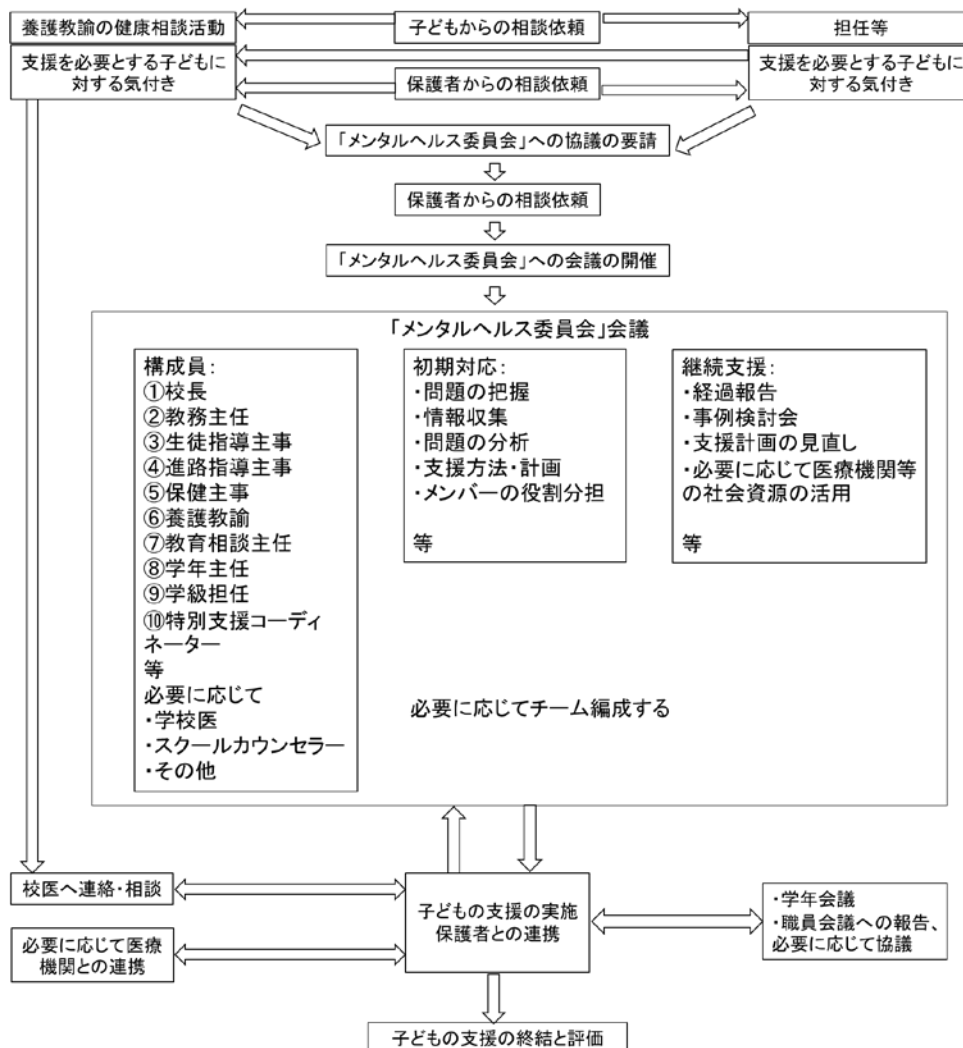 養護教諭の健康相談活動
子どもからの相談依頼
担任等
支援を必要とする子どもに
対する気付き
保護者からの相談依頼
支援を必要とする子どもに
対する気付き
「メンタルヘルス委員会」への協議の要請
保護者からの相談依頼
「メンタルヘルス委員会」への会議の開催
「メンタルヘルス委員会」会議
構成員：
①校長
②教務主任
③生徒指導主事
④進路指導主事
⑤保健主事
⑥養護教諭
⑦教育相談主任
⑧学年主任
⑨学級担任
⑩特別支援コーディ
ネーター
等
必要に応じて
・学校医
・スクールカウンセラー
・その他
初期対応：
・問題の把握
・情報収集
・問題の分析
・支援方法・計画
・メンバーの役割分担
等
継続支援：
・経過報告
・事例検討会
・支援計画の見直し
・必要に応じて医療機関等
の社会資源の活用
等
必要に応じてチーム編成する
校医へ連絡・相談
必要に応じて医療
機関との連携
子どもの支援の実施
保護者との連携
・学年会議
・職員会議への報告、
必要に応じて協議
子どもの支援の終結と評価